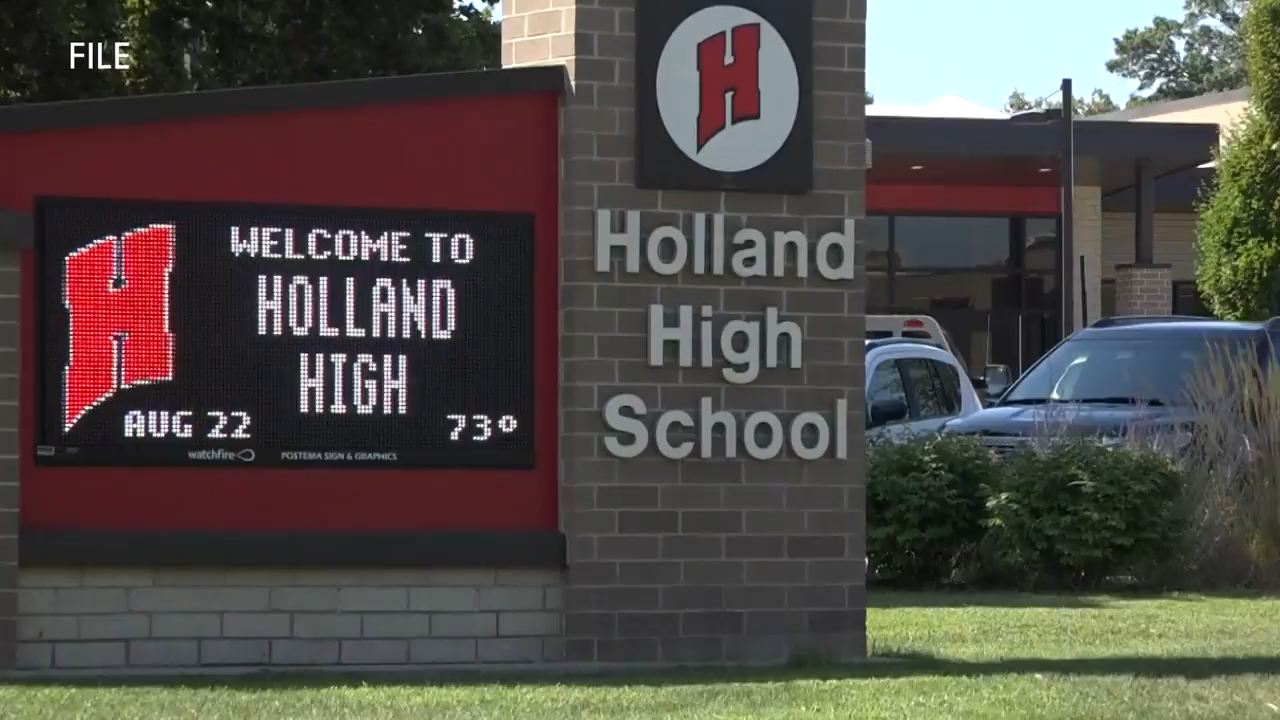 FILE
H
WELCOME TO
HOLLAND
HIGH
AUG 22 73°
watchfire
POSTEMA SIGN & GRAPHICS
H
Holland
High
School